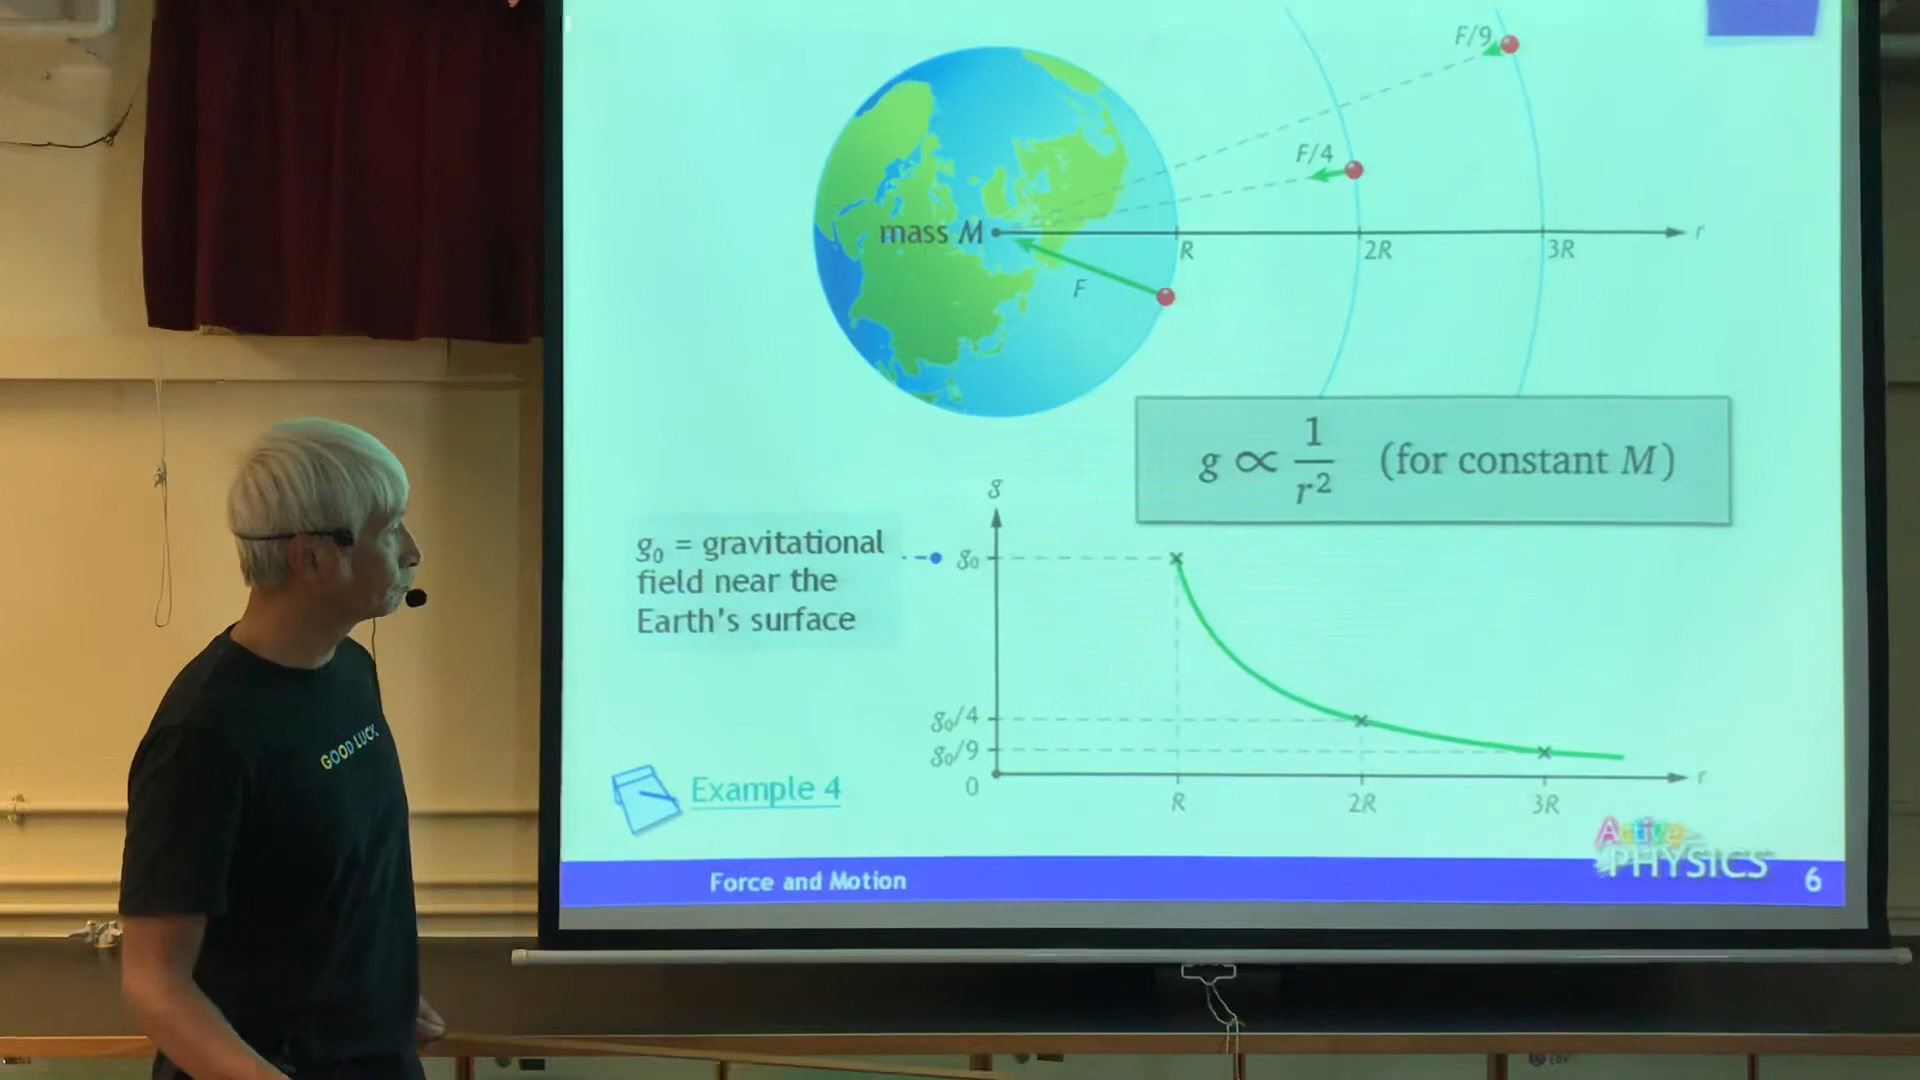 F/9
F/4
mass M
R
2R
3R
r
F
g ∝ 1/r² (for constant M)
g
g₀ = gravitational
field near the
Earth's surface
g₀
g₀/4
g₀/9
0
R
2R
3R
r
Example 4
GOOD LUCK
Active
PHYSICS
Force and Motion
6